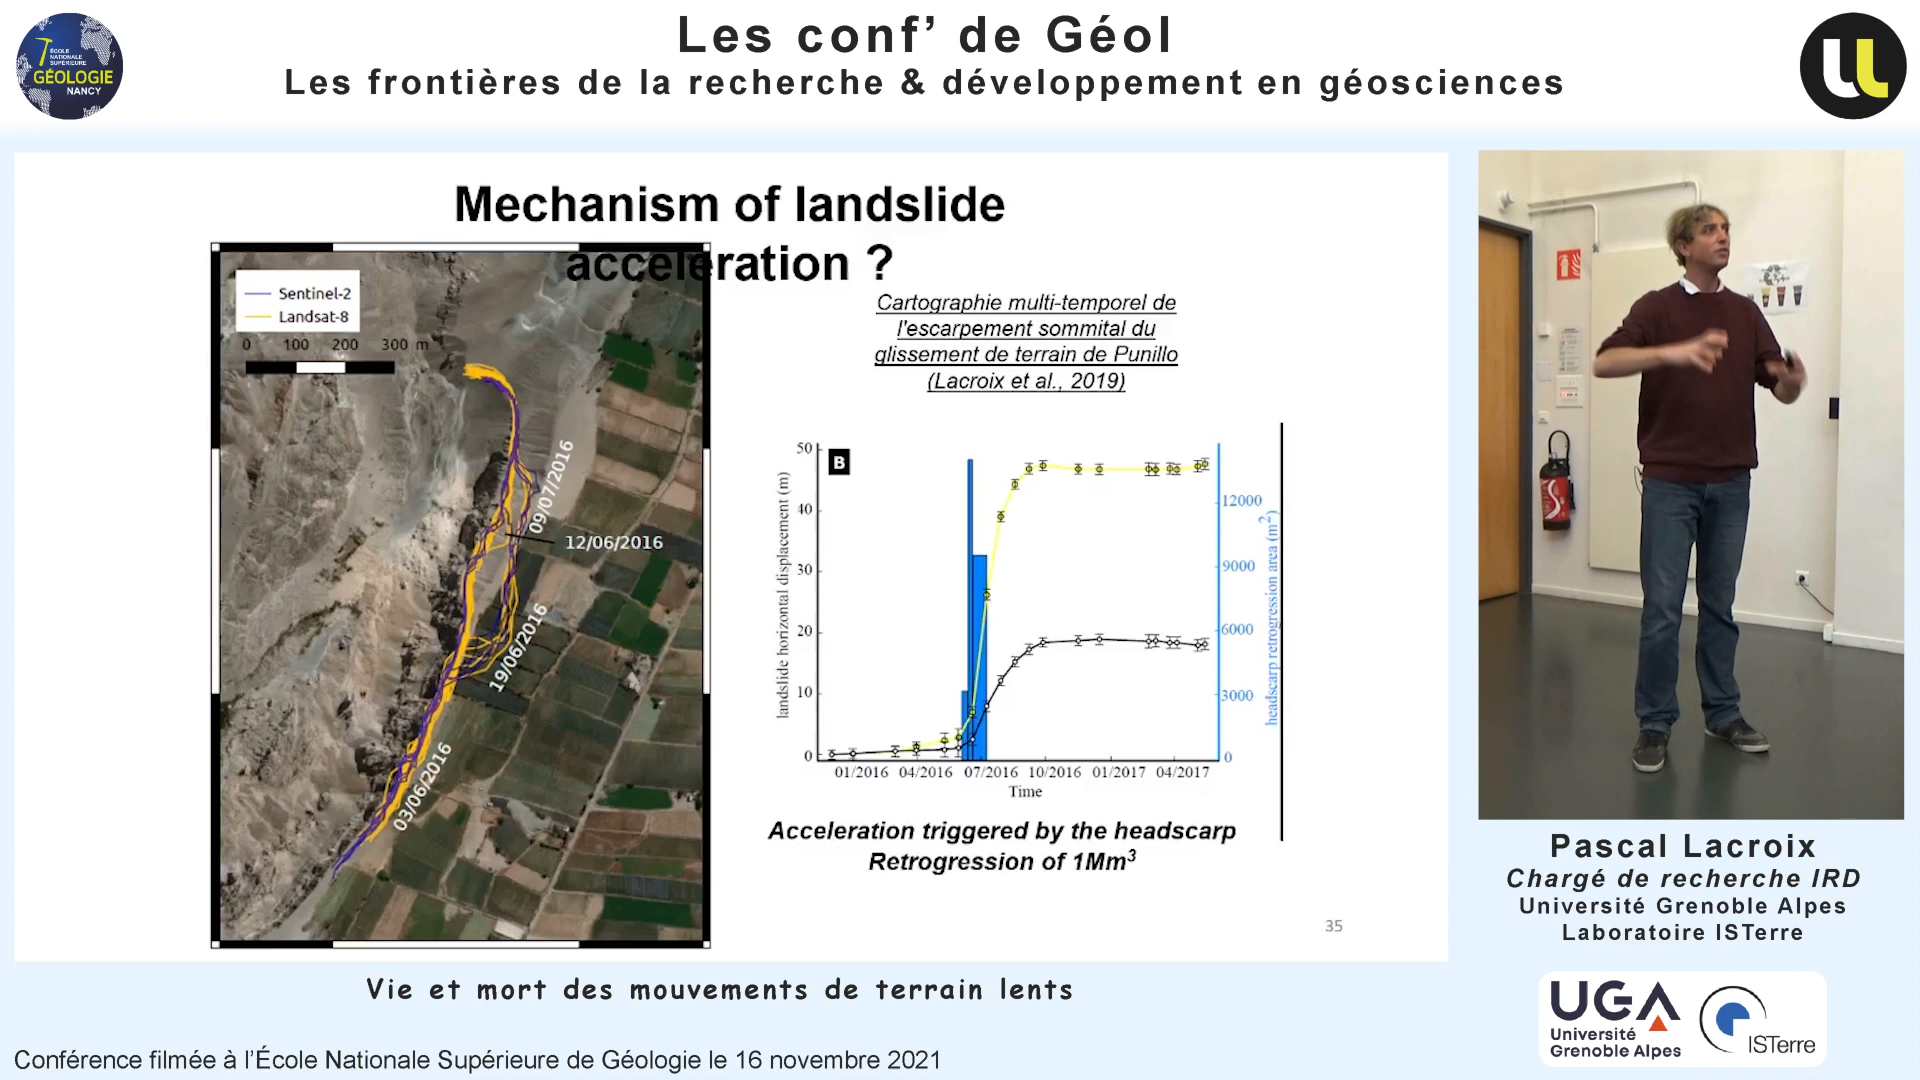 Les conf’ de Géol
Les frontières de la recherche & développement en géosciences
ÉCOLE
NATIONALE
SUPÉRIEURE
GÉOLOGIE
NANCY
Mechanism of landslide
acceleration ?
Sentinel-2
Landsat-8
0 100 200 300 m
09/07/2016
12/06/2016
19/06/2016
03/06/2016
Cartographie multi-temporel de
l'escarpement sommital du
glissement de terrain de Punillo
(Lacroix et al., 2019)
B
landslide horizontal displacement (m)
50
40
30
20
10
0
12000
9000
6000
3000
0
headscarp retrogression area (m²)
01/2016 04/2016 07/2016 10/2016 01/2017 04/2017
Time
Acceleration triggered by the headscarp
Retrogression of 1Mm³
35
Pascal Lacroix
Chargé de recherche IRD
Université Grenoble Alpes
Laboratoire ISTerre
Vie et mort des mouvements de terrain lents
UGA
Université
Grenoble Alpes
ISTerre
Conférence filmée à l’École Nationale Supérieure de Géologie le 16 novembre 2021